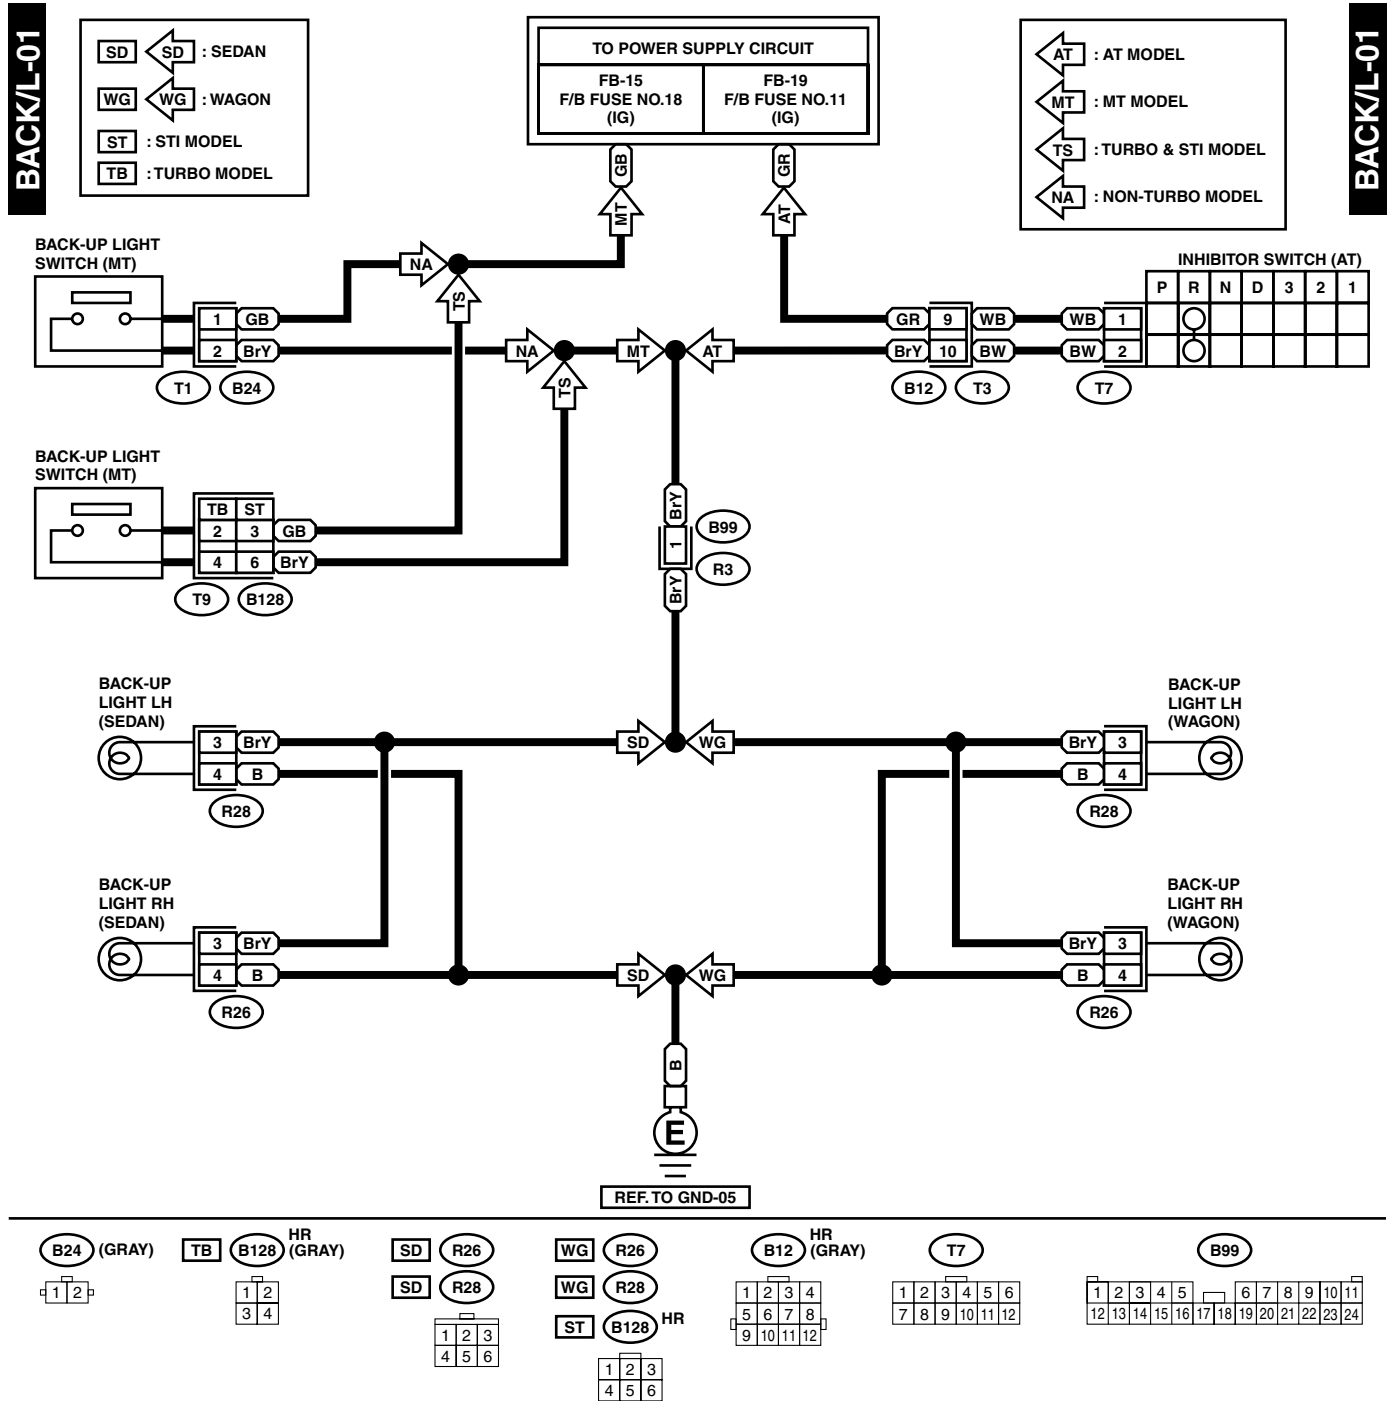 BACK/L-01
SD SD : SEDAN
WG WG : WAGON
ST : STI MODEL
TB : TURBO MODEL
TO POWER SUPPLY CIRCUIT
FB-15
F/B FUSE NO.18
(IG)
FB-19
F/B FUSE NO.11
(IG)
AT : AT MODEL
MT : MT MODEL
TS : TURBO & STI MODEL
NA : NON-TURBO MODEL
BACK/L-01
GB
MT
GR
AT
BACK-UP LIGHT
SWITCH (MT)
NA
TS
1 GB
2 BrY
T1 B24
NA
TS
MT
AT
INHIBITOR SWITCH (AT)
P R N D 3 2 1
GR 9 WB WB 1
BrY 10 BW BW 2
B12 T3 T7
BACK-UP LIGHT
SWITCH (MT)
TB ST
2 3 GB
4 6 BrY
T9 B128
BrY
1
BrY
B99
R3
BACK-UP
LIGHT LH
(SEDAN)
3 BrY
4 B
R28
SD WG
BACK-UP
LIGHT LH
(WAGON)
BrY 3
B 4
R28
BACK-UP
LIGHT RH
(SEDAN)
3 BrY
4 B
R26
SD WG
BACK-UP
LIGHT RH
(WAGON)
BrY 3
B 4
R26
B
E
REF. TO GND-05
B24 (GRAY)
1 2
TB B128 HR
(GRAY)
1 2
3 4
SD R26
SD R28
1 2 3
4 5 6
WG R26
WG R28
ST B128 HR
1 2 3
4 5 6
B12 HR
(GRAY)
1 2 3 4
5 6 7 8
9 10 11 12
T7
1 2 3 4 5 6
7 8 9 10 11 12
B99
1 2 3 4 5 6 7 8 9 10 11
12 13 14 15 16 17 18 19 20 21 22 23 24